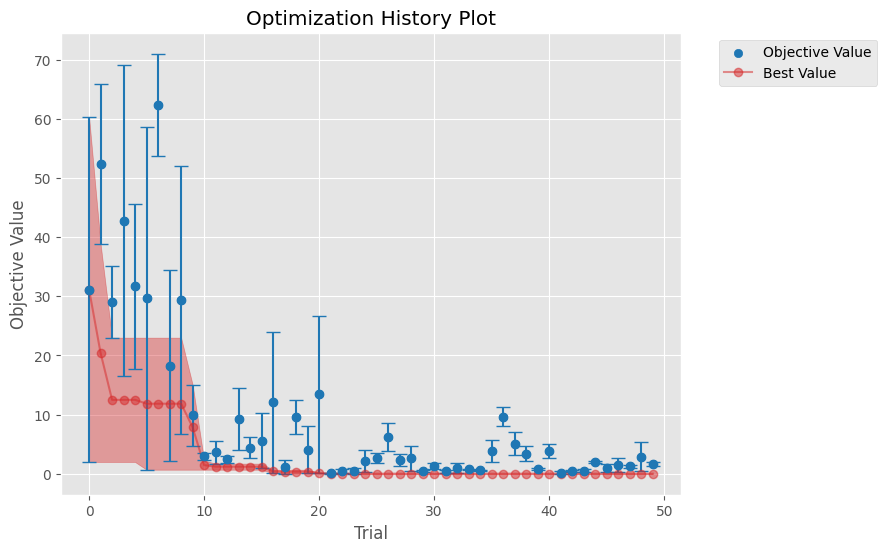 Optimization History Plot
Objective Value
Best Value
Objective Value
70
60
50
40
30
20
10
0
0 10 20 30 40 50
Trial